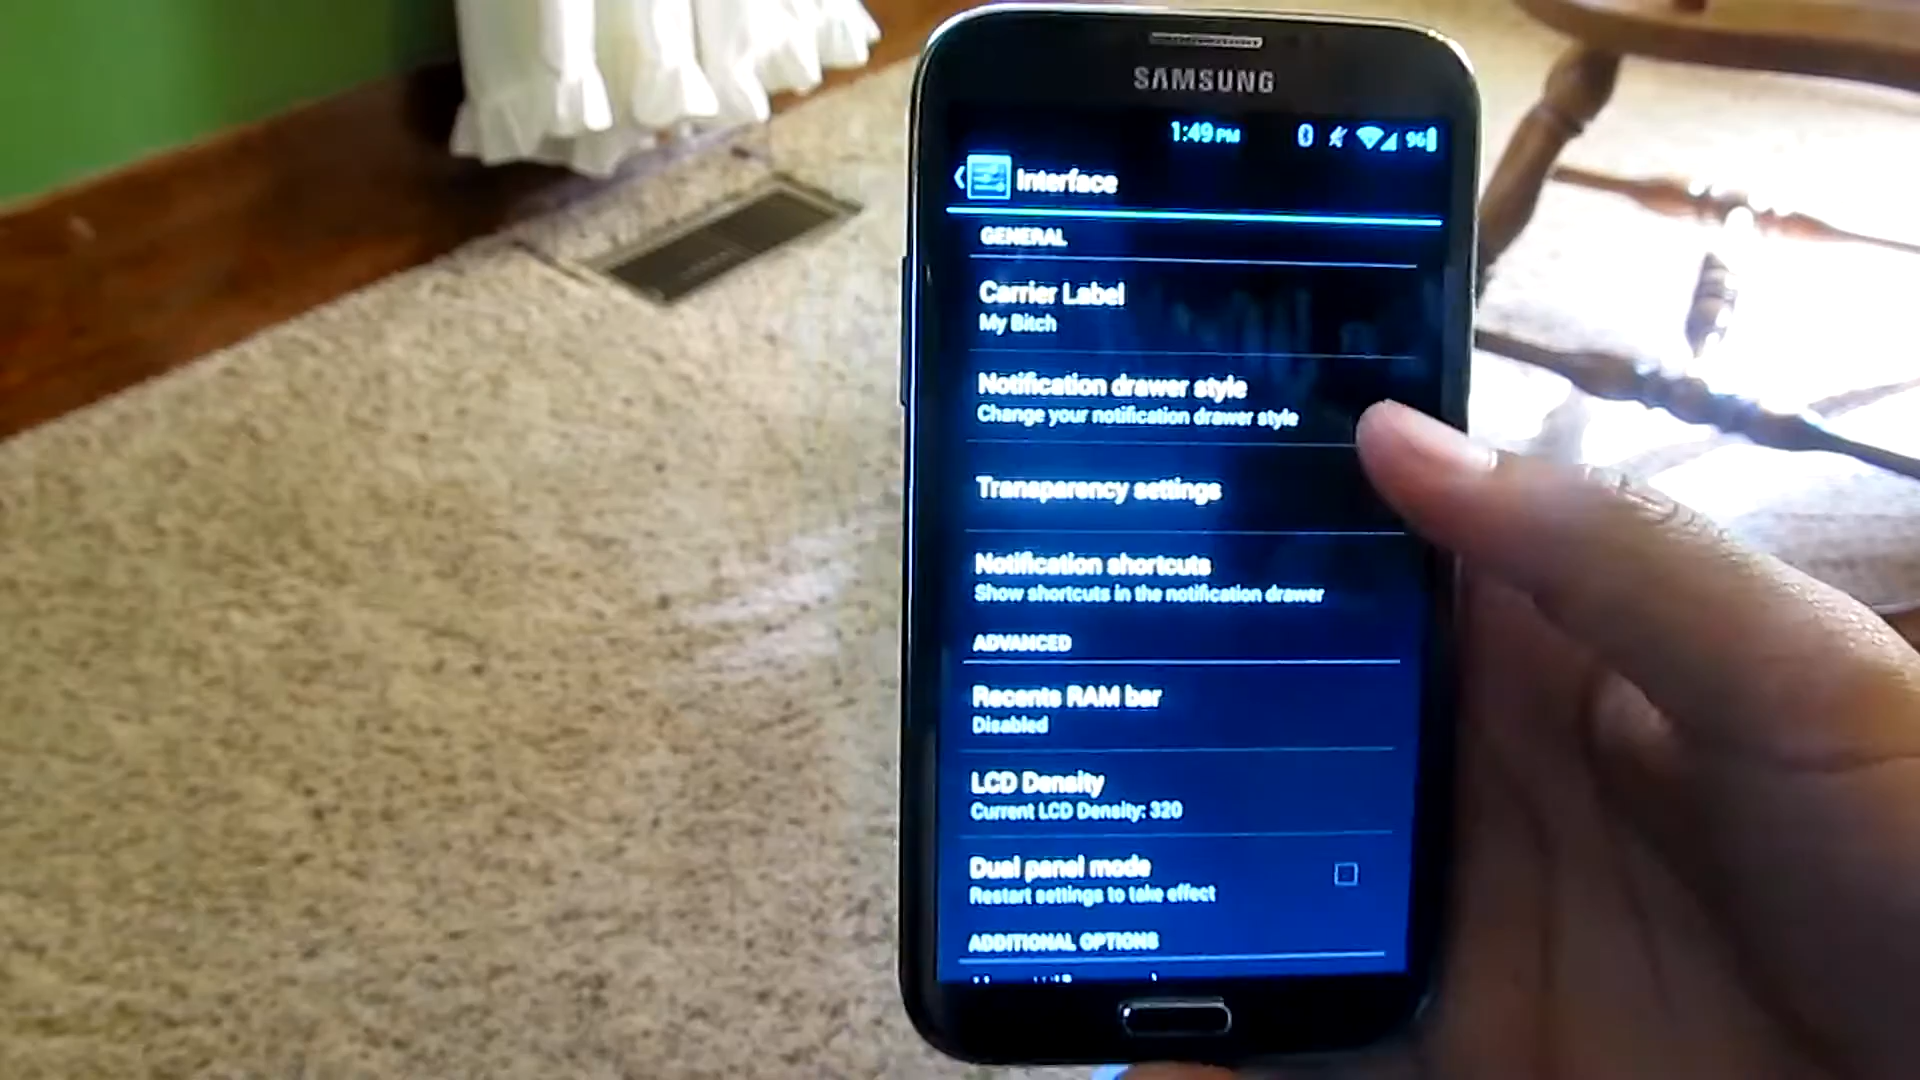 SAMSUNG
1:49 PM 96
Interface
GENERAL
Carrier Label
My Bitch
Notification drawer style
Change your notification drawer style
Transparency settings
Notification shortcuts
Show shortcuts in the notification drawer
ADVANCED
Recents RAM bar
Disabled
LCD Density
Current LCD Density: 320
Dual panel mode
Restart settings to take effect
ADDITIONAL OPTIONS